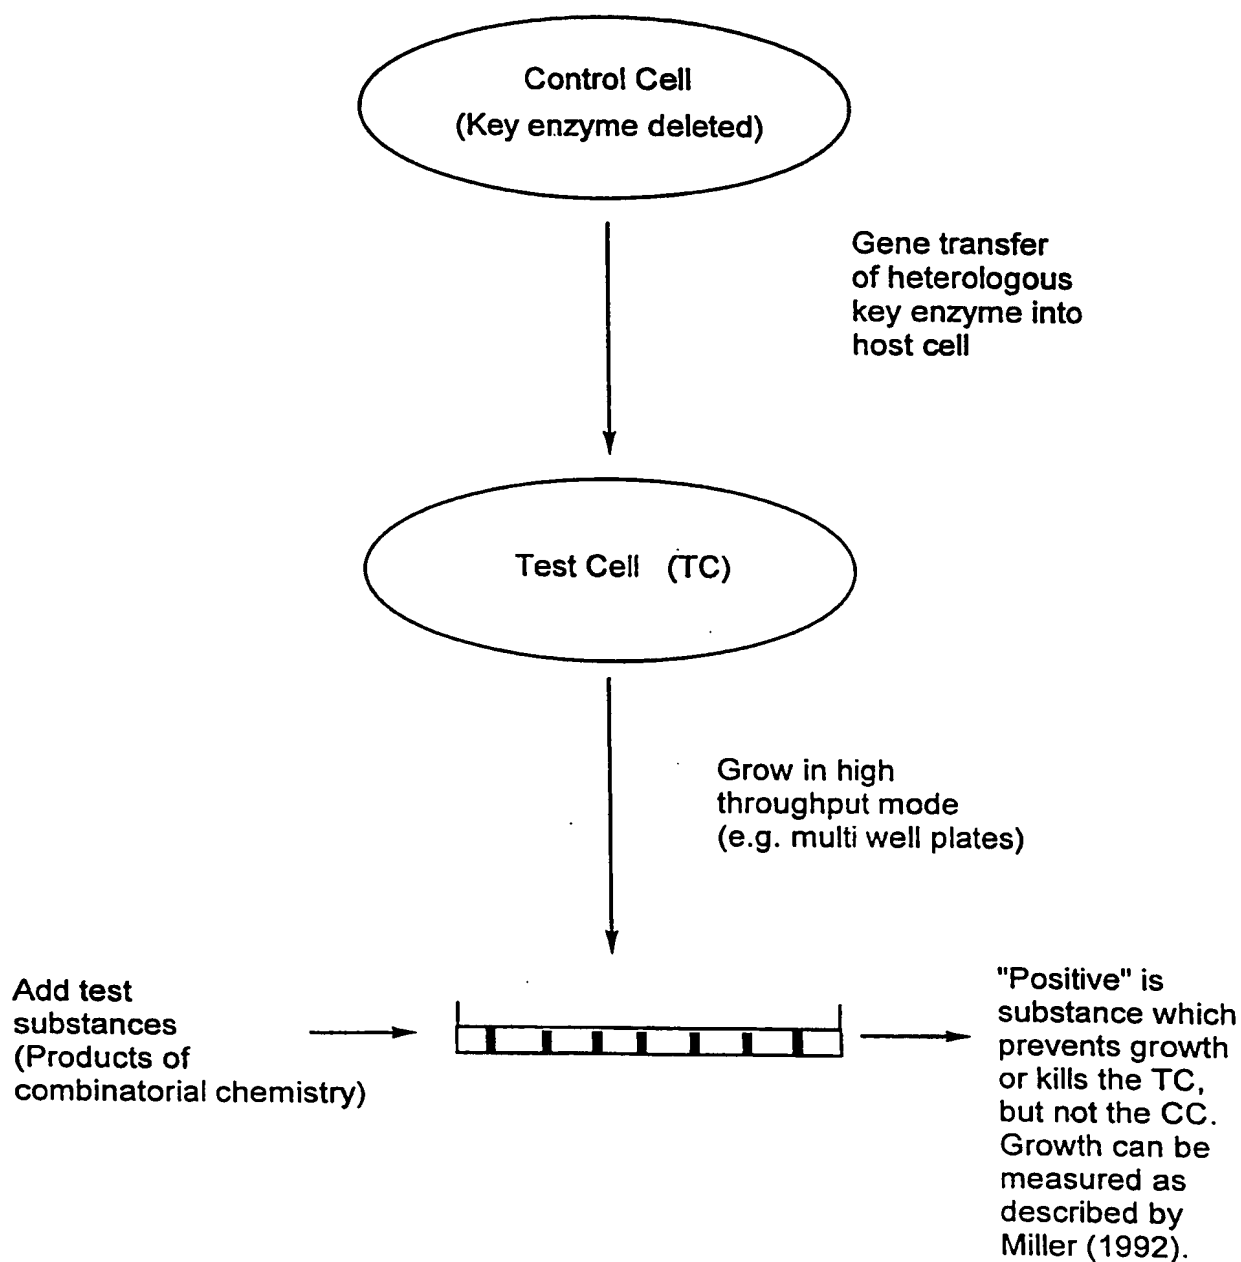 Control Cell
(Key enzyme deleted)
Gene transfer
of heterologous
key enzyme into
host cell
Test Cell (TC)
Grow in high
throughput mode
(e.g. multi well plates)
Add test
substances
(Products of
combinatorial chemistry)
"Positive" is
substance which
prevents growth
or kills the TC,
but not the CC.
Growth can be
measured as
described by
Miller (1992).